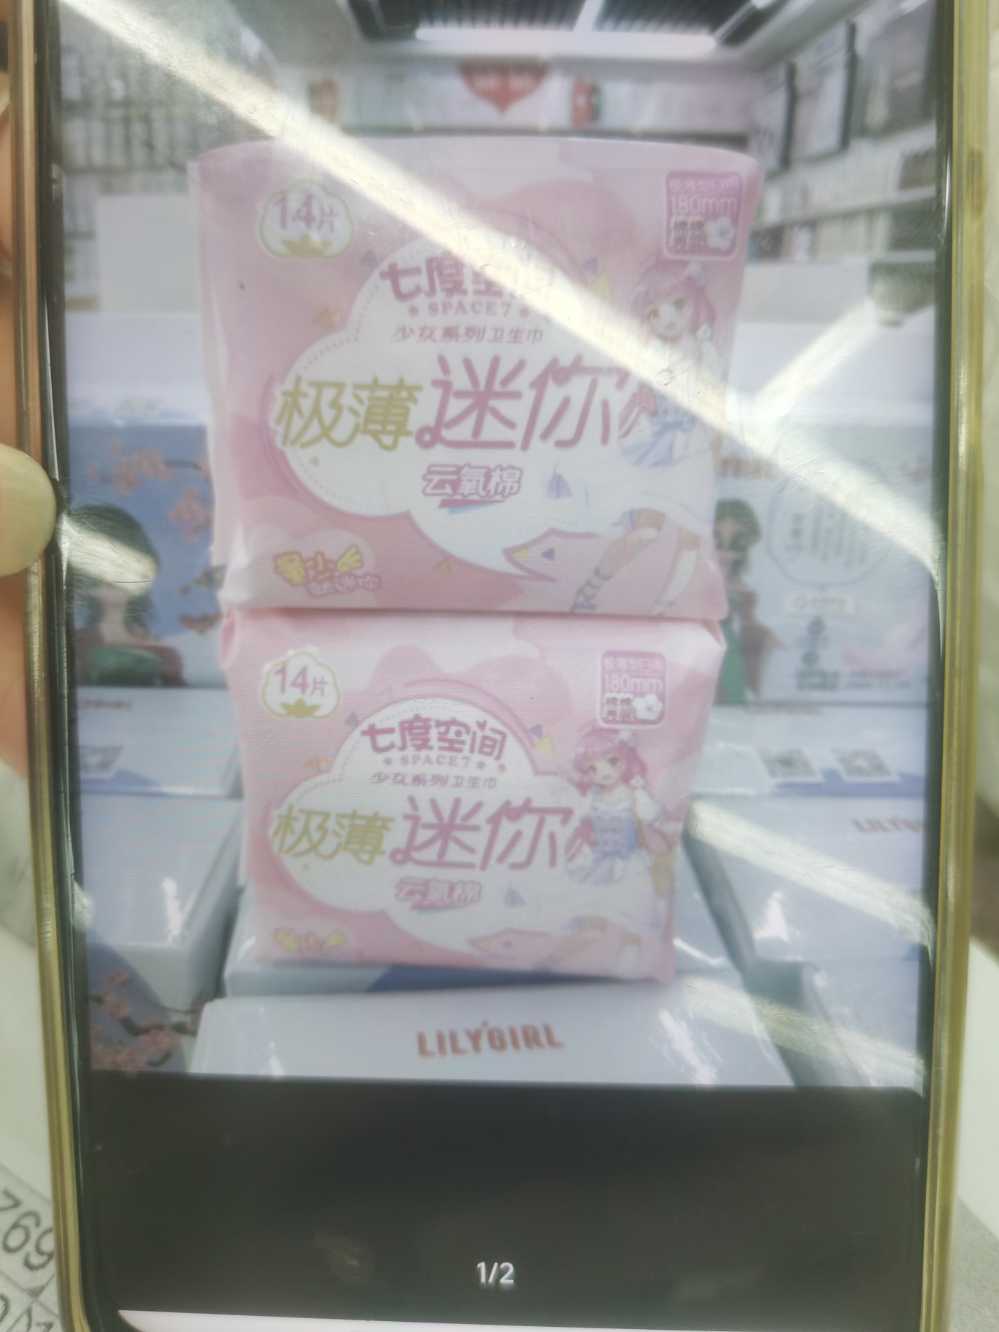 14片
180mm
七度空间
SPACE7
少女系列卫生巾
极薄迷你
云氧棉
14片
180mm
七度空间
SPACE7
少女系列卫生巾
极薄迷你
云氧棉
LILYGIRL
1/2
769